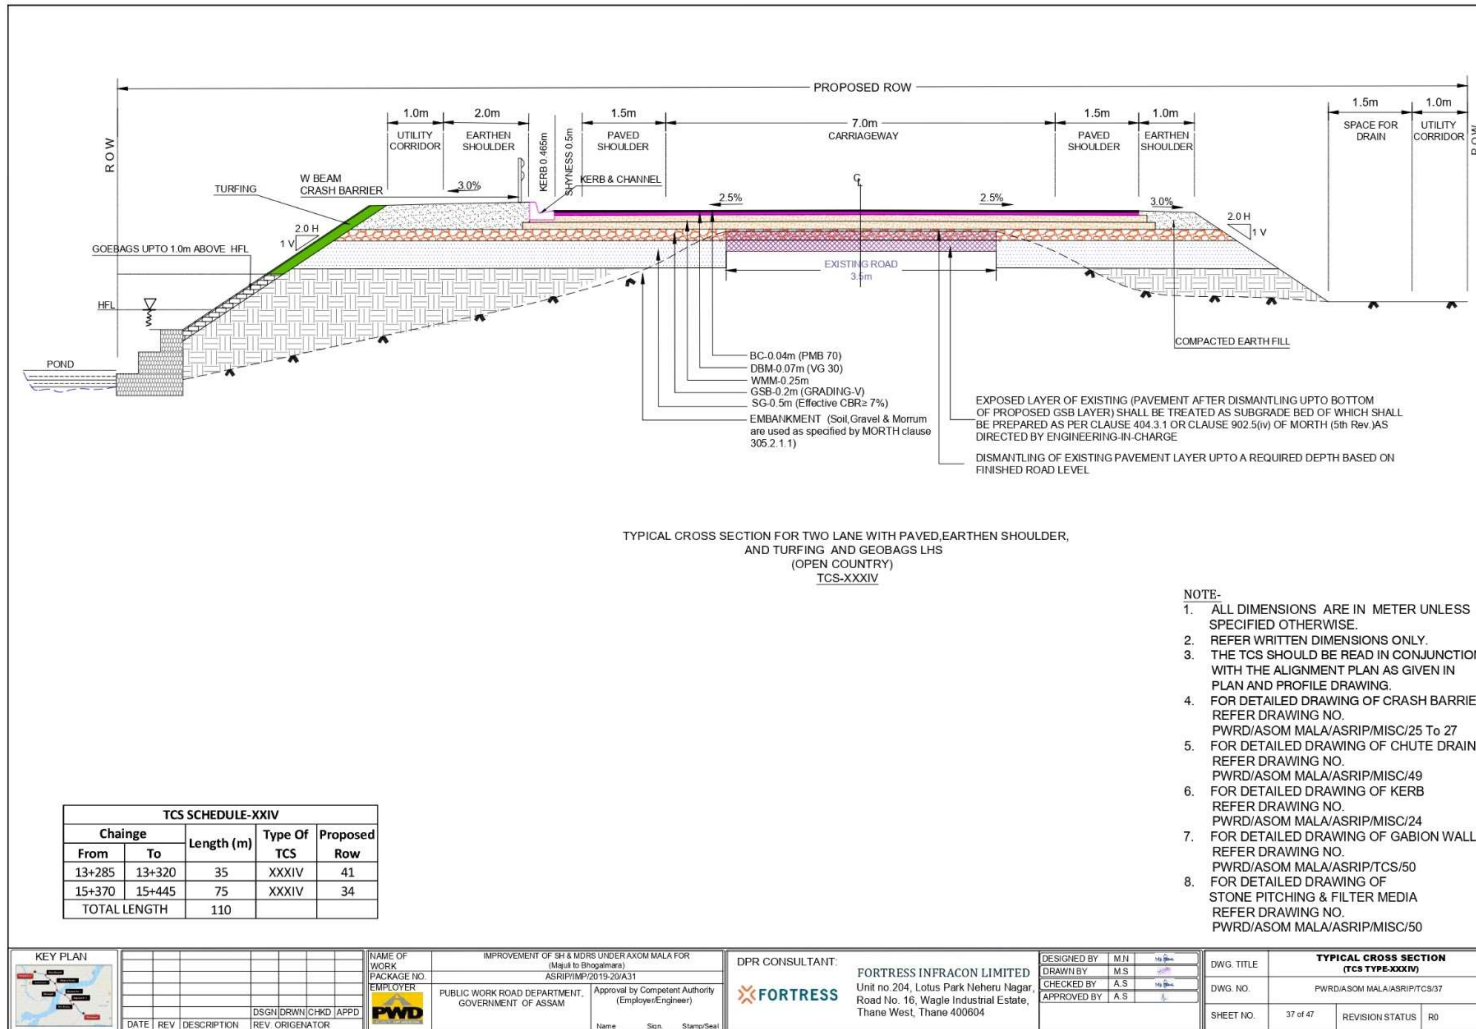 PROPOSED ROW
1.0m
2.0m
1.5m
7.0m
1.5m
1.0m
1.5m
1.0m
ROW
UTILITY
CORRIDOR
EARTHEN
SHOULDER
KERB 0.465m
SHYNESS 0.5m
PAVED
SHOULDER
CARRIAGEWAY
PAVED
SHOULDER
EARTHEN
SHOULDER
SPACE FOR
DRAIN
UTILITY
CORRIDOR
ROW
W BEAM
CRASH BARRIER
TURFING
3.0%
KERB & CHANNEL
2.5%
2.5%
3.0%
2.0 H
1 V
2.0 H
1 V
GOEBAGS UPTO 1.0m ABOVE HFL
EXISTING ROAD
3.5m
HFL
COMPACTED EARTH FILL
POND
BC-0.04m (PMB 70)
DBM-0.07m (VG 30)
WMM-0.25m
GSB-0.2m (GRADING-V)
SG-0.5m (Effective CBR≥ 7%)
EMBANKMENT (Soil,Gravel & Morrum
are used as specified by MORTH clause
305.2.1.1)
EXPOSED LAYER OF EXISTING (PAVEMENT AFTER DISMANTLING UPTO BOTTOM
OF PROPOSED GSB LAYER) SHALL BE TREATED AS SUBGRADE BED OF WHICH SHALL
BE PREPARED AS PER CLAUSE 404.3.1 OR CLAUSE 902.5(iv) OF MORTH (5th Rev.)AS
DIRECTED BY ENGINEERING-IN-CHARGE
DISMANTLING OF EXISTING PAVEMENT LAYER UPTO A REQUIRED DEPTH BASED ON
FINISHED ROAD LEVEL
TYPICAL CROSS SECTION FOR TWO LANE WITH PAVED,EARTHEN SHOULDER,
AND TURFING AND GEOBAGS LHS
(OPEN COUNTRY)
TCS-XXXIV
NOTE-
1. ALL DIMENSIONS ARE IN METER UNLESS
SPECIFIED OTHERWISE.
2. REFER WRITTEN DIMENSIONS ONLY.
3. THE TCS SHOULD BE READ IN CONJUNCTION
WITH THE ALIGNMENT PLAN AS GIVEN IN
PLAN AND PROFILE DRAWING.
4. FOR DETAILED DRAWING OF CRASH BARRIE
REFER DRAWING NO.
PWRD/ASOM MALA/ASRIP/MISC/25 To 27
5. FOR DETAILED DRAWING OF CHUTE DRAIN
REFER DRAWING NO.
PWRD/ASOM MALA/ASRIP/MISC/49
6. FOR DETAILED DRAWING OF KERB
REFER DRAWING NO.
PWRD/ASOM MALA/ASRIP/MISC/24
7. FOR DETAILED DRAWING OF GABION WALL
REFER DRAWING NO.
PWRD/ASOM MALA/ASRIP/TCS/50
8. FOR DETAILED DRAWING OF
STONE PITCHING & FILTER MEDIA
REFER DRAWING NO.
PWRD/ASOM MALA/ASRIP/MISC/50
TCS SCHEDULE-XXIV
Chainge Length (m) Type Of TCS Proposed Row
From To
13+285 13+320 35 XXXIV 41
15+370 15+445 75 XXXIV 34
TOTAL LENGTH 110
KEY PLAN
DSGN DRWN CHKD APPD
DATE REV DESCRIPTION REV. ORIGENATOR
NAME OF
WORK
IMPROVEMENT OF SH & MDRS UNDER AXOM MALA FOR
(Majuli to Bhogalmara)
PACKAGE NO. ASRIP/IMP/2019-20/A31
EMPLOYER
PWD
PUBLIC WORK ROAD DEPARTMENT,
GOVERNMENT OF ASSAM
Approval by Competent Authority
(Employer/Engineer)
Name Sign Stamp/Seal
DPR CONSULTANT:
FORTRESS
FORTRESS INFRACON LIMITED
Unit no.204, Lotus Park Neheru Nagar,
Road No. 16, Wagle Industrial Estate,
Thane West, Thane 400604
DESIGNED BY M.N
DRAWN BY M.S
CHECKED BY A.S
APPROVED BY A.S
DWG. TITLE TYPICAL CROSS SECTION
(TCS TYPE-XXXIV)
DWG. NO. PWRD/ASOM MALA/ASRIP/TCS/37
SHEET NO. 37 of 47 REVISION STATUS R0